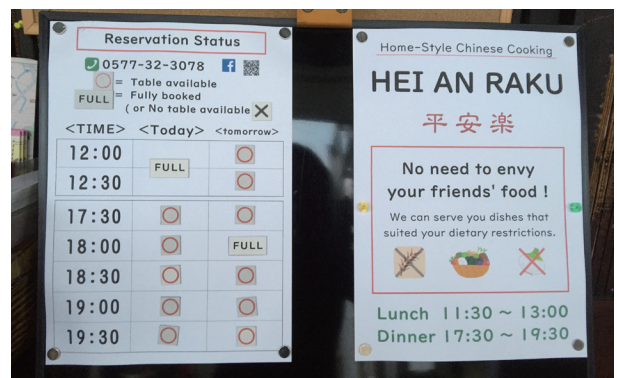 Reservation Status
0577-32-3078
= Table available
FULL = Fully booked
( or No table available
<TIME> <Today> <tomorrow>
12:00
FULL
12:30
17:30
18:00 FULL
18:30
19:00
19:30
Home-Style Chinese Cooking
HEI AN RAKU
平安楽
No need to envy
your friends' food !
We can serve you dishes that
suited your dietary restrictions.
Lunch 11:30 ~ 13:00
Dinner 17:30 ~ 19:30